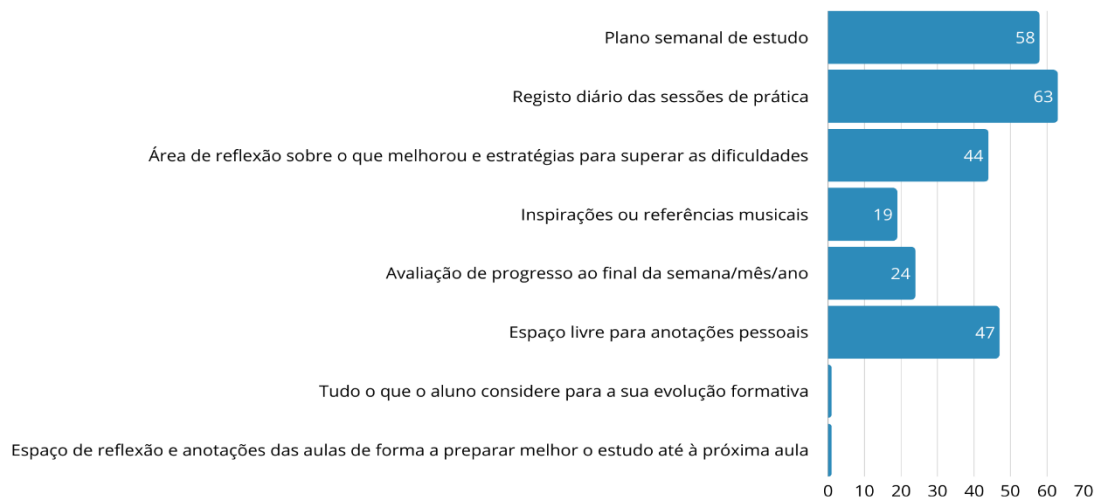 Plano semanal de estudo 58
Registo diário das sessões de prática 63
Área de reflexão sobre o que melhorou e estratégias para superar as dificuldades 44
Inspirações ou referências musicais 19
Avaliação de progresso ao final da semana/mês/ano 24
Espaço livre para anotações pessoais 47
Tudo o que o aluno considere para a sua evolução formativa
Espaço de reflexão e anotações das aulas de forma a preparar melhor o estudo até à próxima aula
0 10 20 30 40 50 60 70